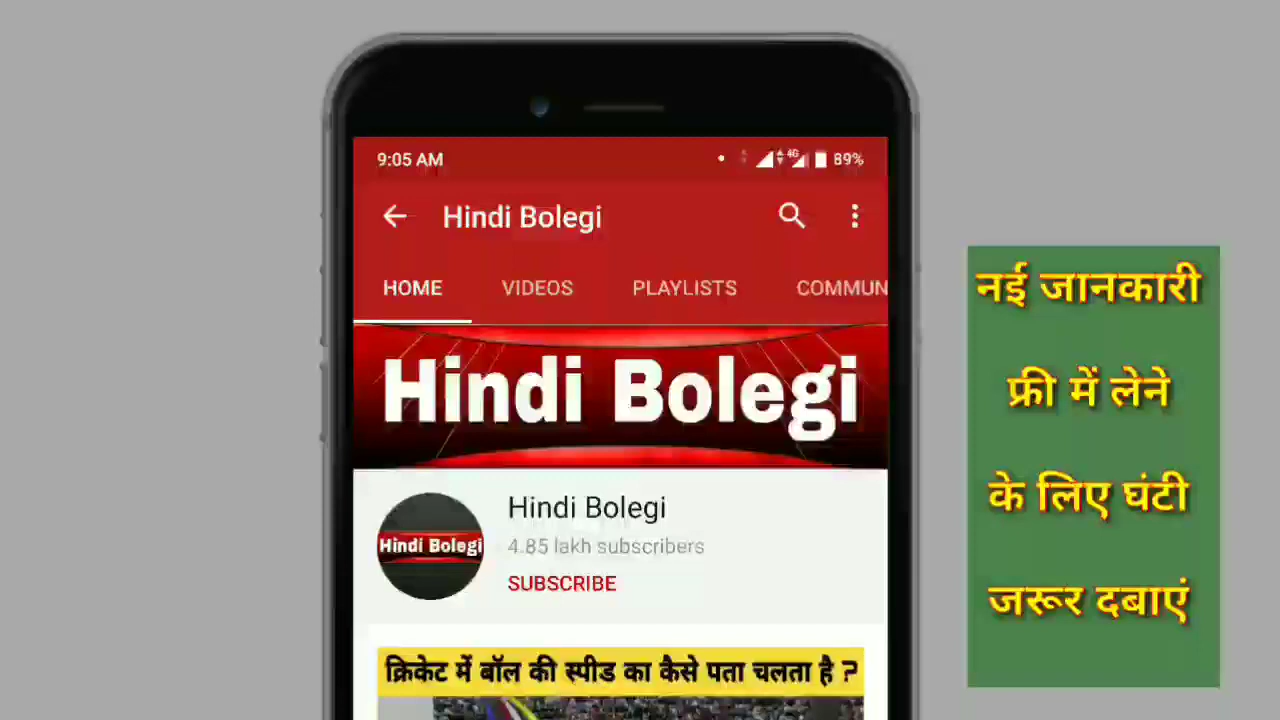 9:05 AM
4G
89%
Hindi Bolegi
HOME VIDEOS PLAYLISTS COMMUN
Hindi Bolegi
Hindi Bolegi
Hindi Bolegi
4.85 lakh subscribers
SUBSCRIBE
क्रिकेट में बॉल की स्पीड का कैसे पता चलता है ?
नई जानकारी
फ्री में लेने
के लिए घंटी
जरूर दबाएं